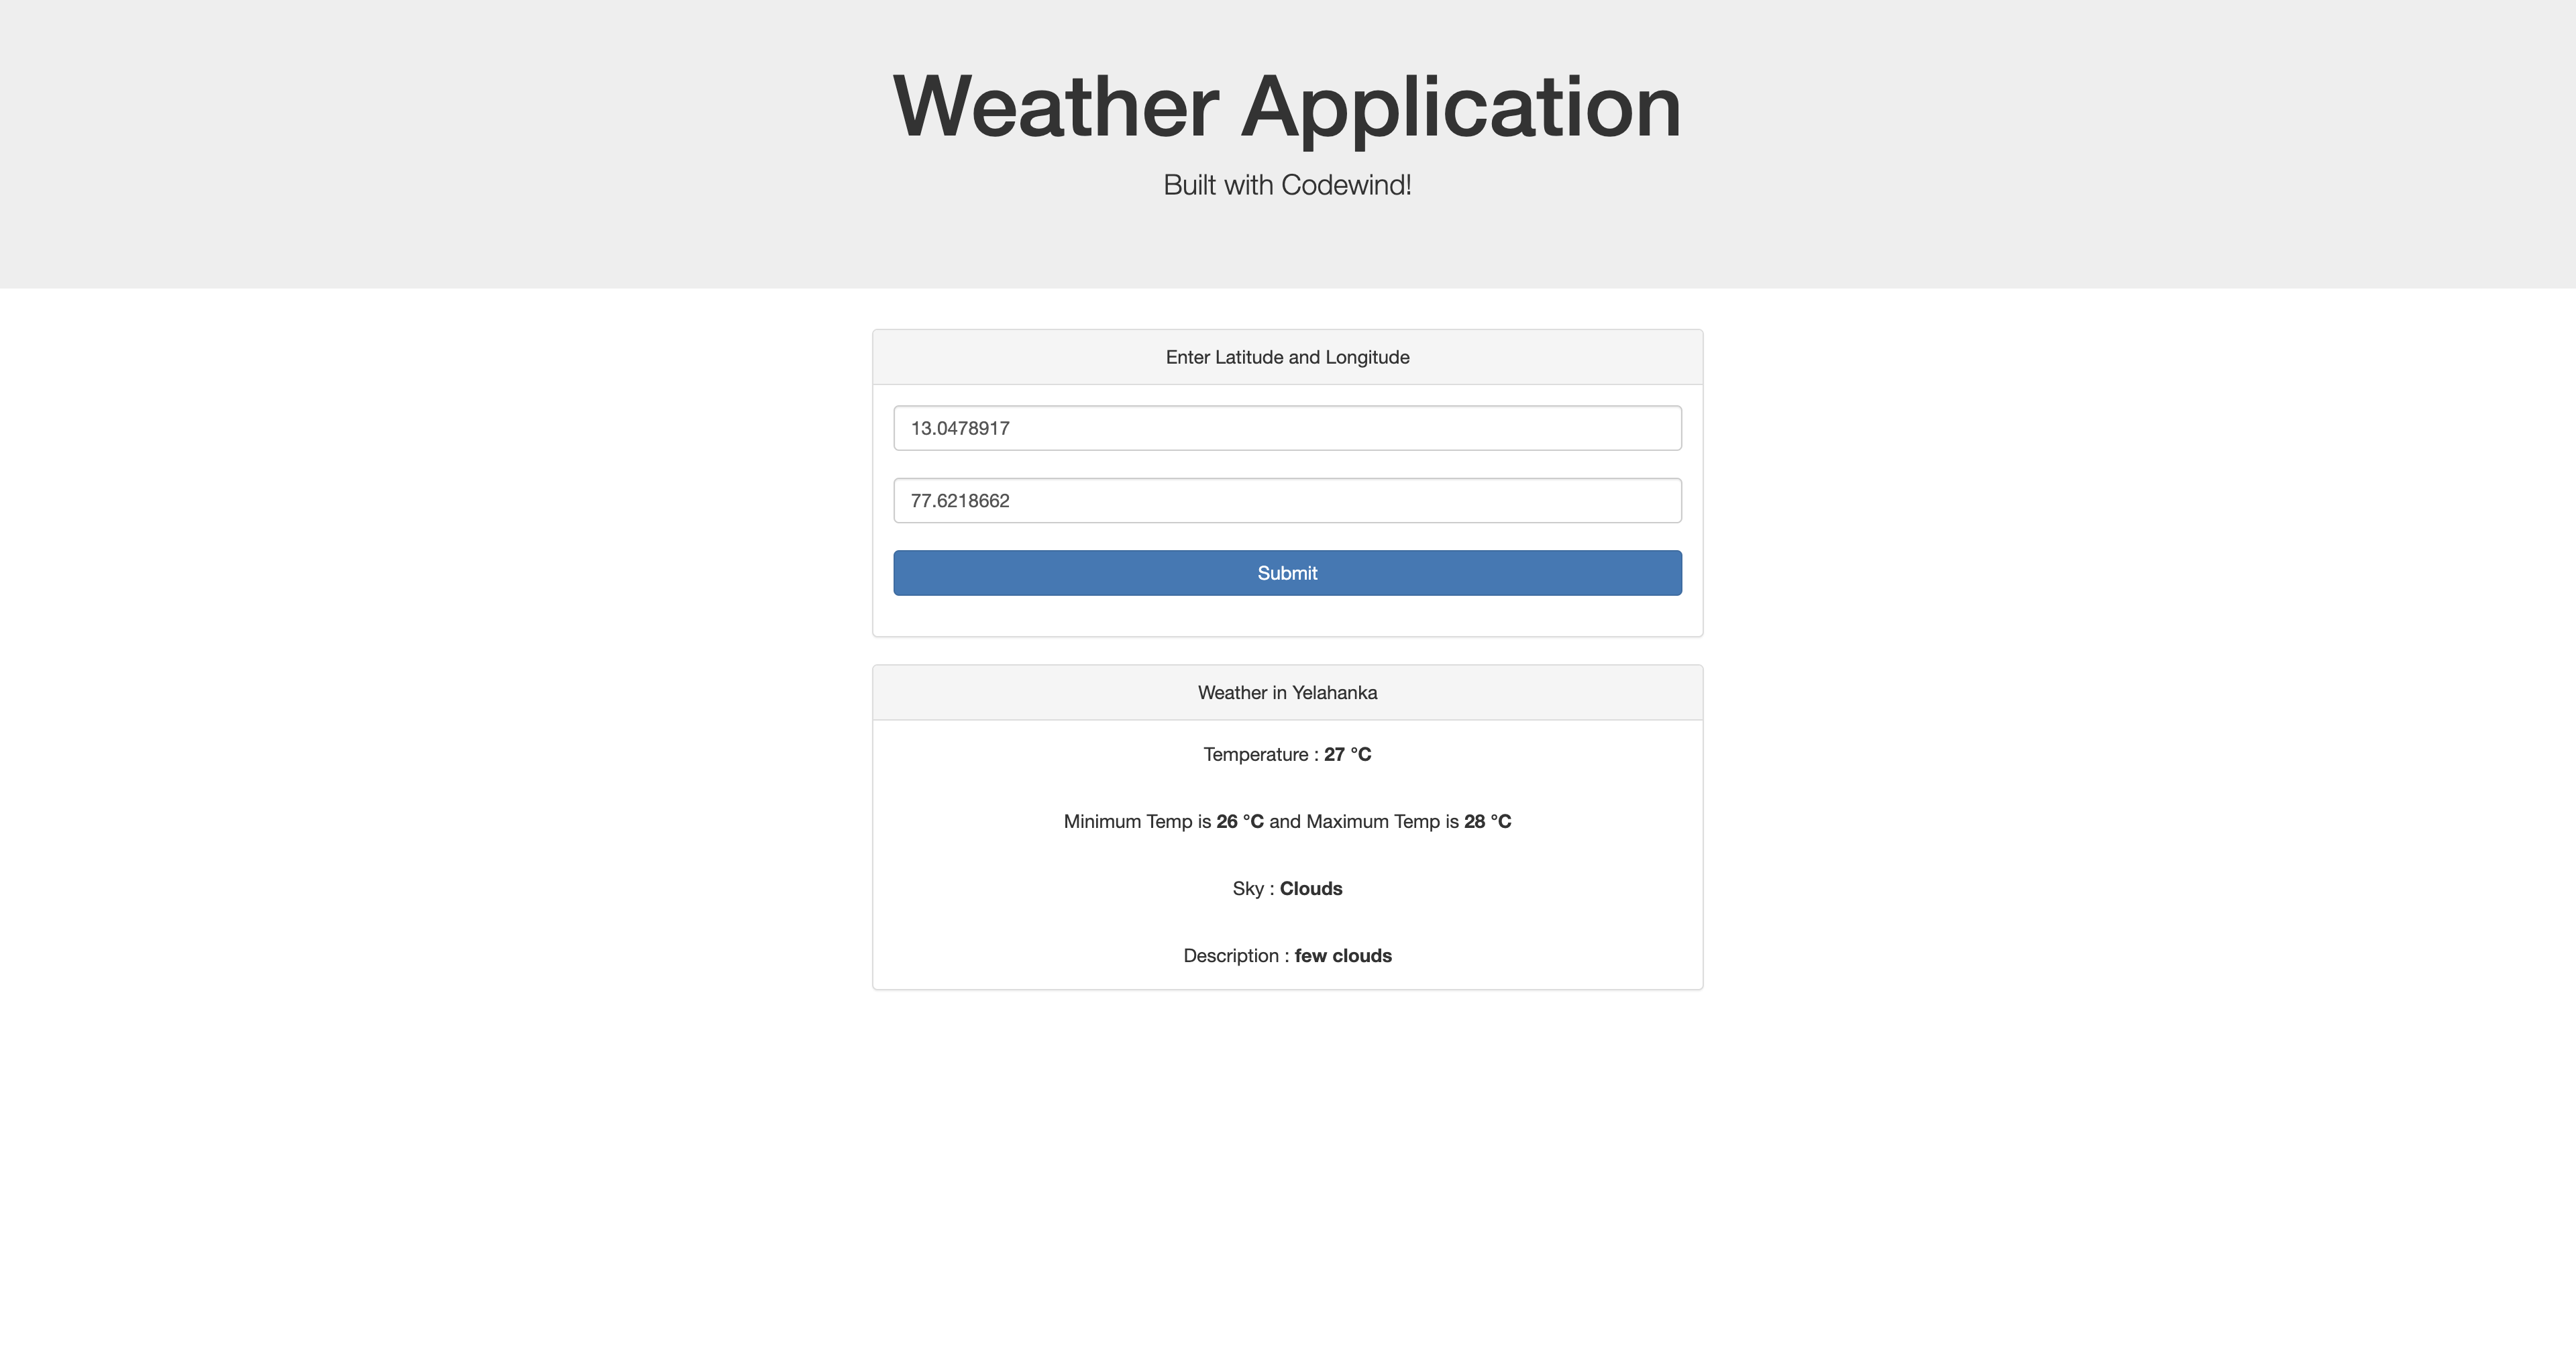 Weather Application
Built with Codewind!
Enter Latitude and Longitude
13.0478917
77.6218662
Submit
Weather in Yelahanka
Temperature : 27 °C
Minimum Temp is 26 °C and Maximum Temp is 28 °C
Sky : Clouds
Description : few clouds